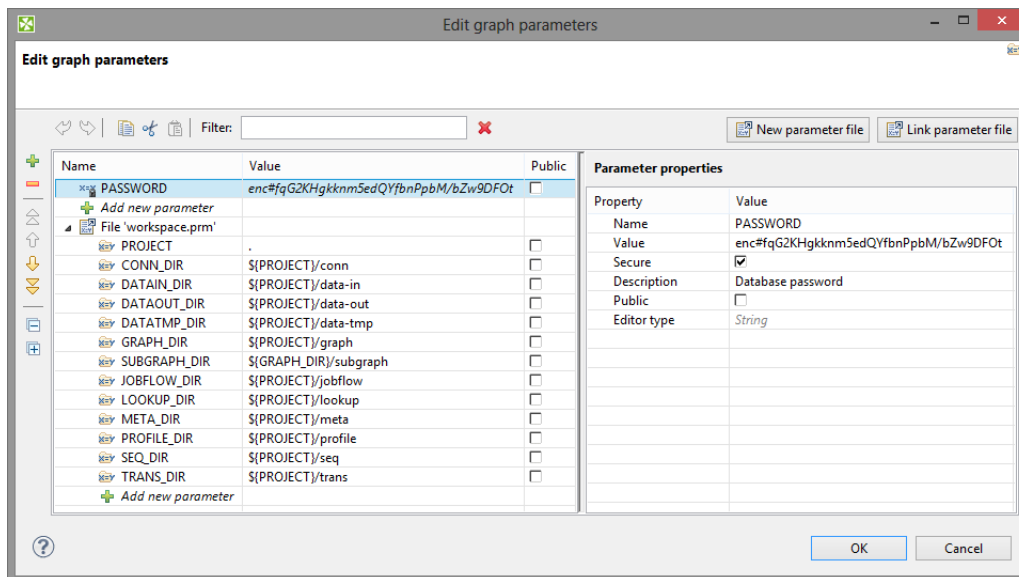 Edit graph parameters
Edit graph parameters
Filter:
New parameter file
Link parameter file
Name Value Public
PASSWORD enc#fqG2KHgkknm5edQYfbnPpbM/bZw9DFOt
Add new parameter
File 'workspace.prm'
PROJECT .
CONN_DIR ${PROJECT}/conn
DATAIN_DIR ${PROJECT}/data-in
DATAOUT_DIR ${PROJECT}/data-out
DATATMP_DIR ${PROJECT}/data-tmp
GRAPH_DIR ${PROJECT}/graph
SUBGRAPH_DIR ${GRAPH_DIR}/subgraph
JOBFLOW_DIR ${PROJECT}/jobflow
LOOKUP_DIR ${PROJECT}/lookup
META_DIR ${PROJECT}/meta
PROFILE_DIR ${PROJECT}/profile
SEQ_DIR ${PROJECT}/seq
TRANS_DIR ${PROJECT}/trans
Add new parameter
Parameter properties
Property Value
Name PASSWORD
Value enc#fqG2KHgkknm5edQYfbnPpbM/bZw9DFOt
Secure
Description Database password
Public
Editor type String
OK
Cancel